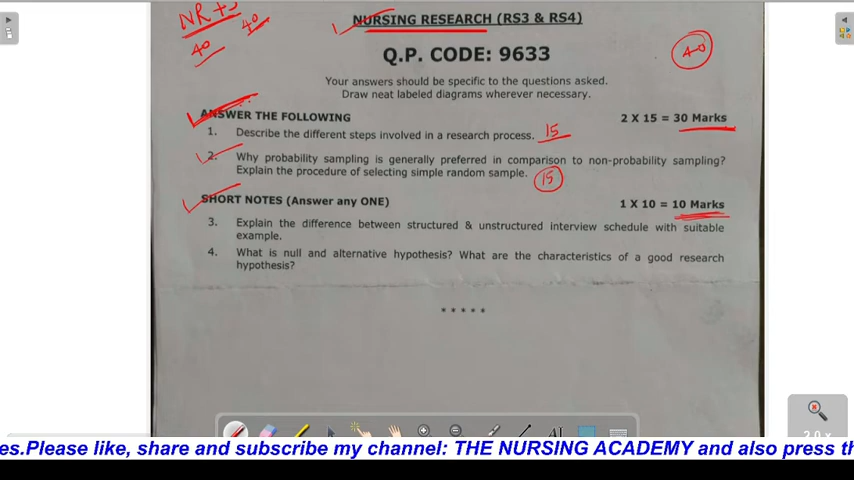 NR +S
40
40
NURSING RESEARCH (RS3 & RS4)
Q.P. CODE: 9633
40
Your answers should be specific to the questions asked.
Draw neat labeled diagrams wherever necessary.
ANSWER THE FOLLOWING 2 X 15 = 30 Marks
1. Describe the different steps involved in a research process. 15
2. Why probability sampling is generally preferred in comparison to non-probability sampling?
Explain the procedure of selecting simple random sample. 15
SHORT NOTES (Answer any ONE) 1 X 10 = 10 Marks
3. Explain the difference between structured & unstructured interview schedule with suitable
example.
4. What is null and alternative hypothesis? What are the characteristics of a good research
hypothesis?
* * * * *
2.0 x
es.Please like, share and subscribe my channel: THE NURSING ACADEMY and also press th